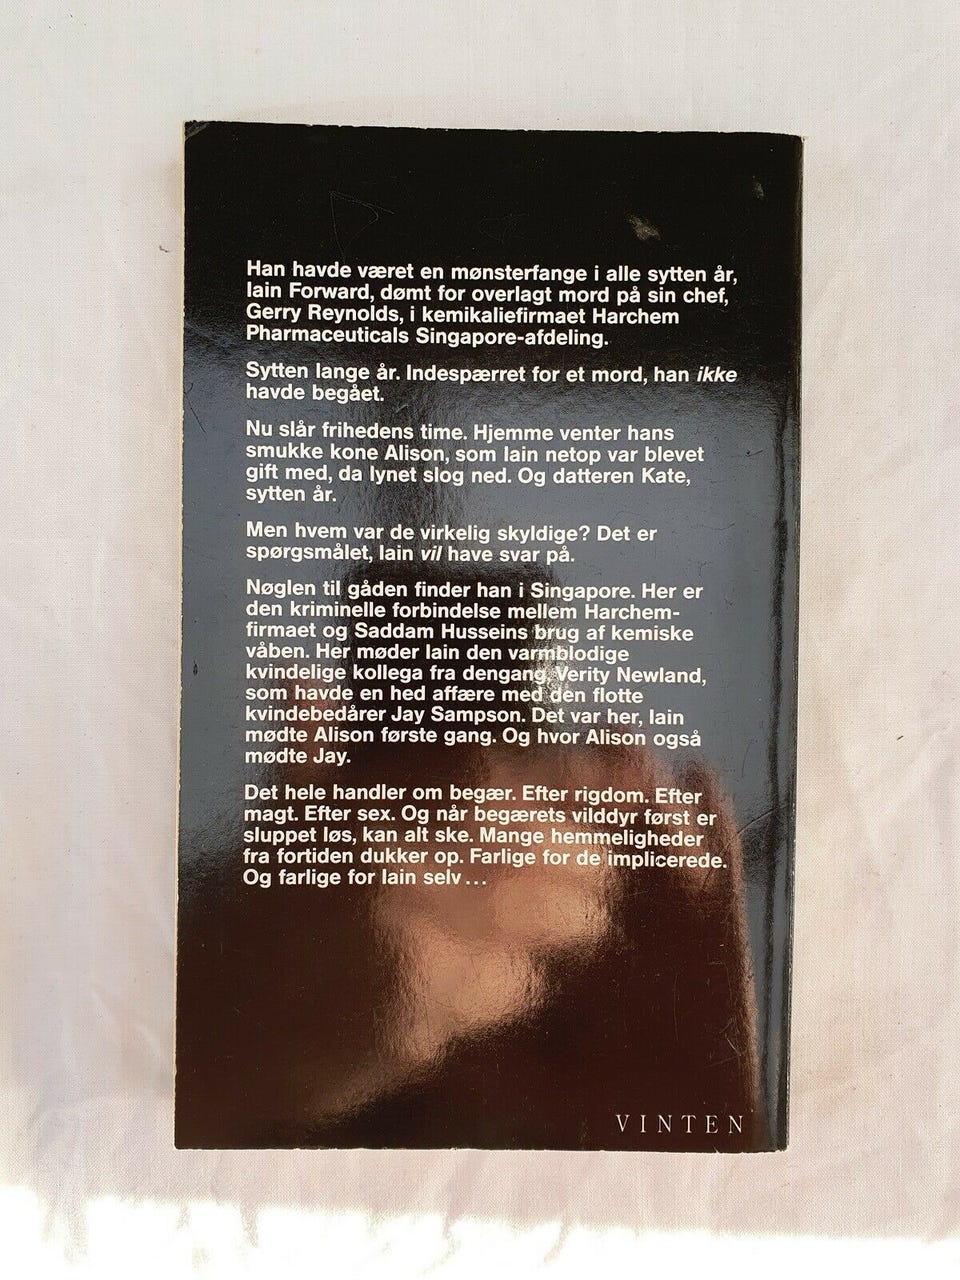 Han havde været en mønsterfange i alle sytten år,
Iain Forward, dømt for overlagt mord på sin chef,
Gerry Reynolds, i kemikaliefirmaet Harchem
Pharmaceuticals Singapore-afdeling.
Sytten lange år. Indespærret for et mord, han ikke
havde begået.
Nu slår frihedens time. Hjemme venter hans
smukke kone Alison, som Iain netop var blevet
gift med, da lynet slog ned. Og datteren Kate,
sytten år.
Men hvem var de virkelig skyldige? Det er
spørgsmålet, Iain vil have svar på.
Nøglen til gåden finder han i Singapore. Her er
den kriminelle forbindelse mellem Harchem-
firmaet og Saddam Husseins brug af kemiske
våben. Her møder Iain den varmblodige
kvindelige kollega fra dengang, Verity Newland,
som havde en hed affære med den flotte
kvindebedårer Jay Sampson. Det var her, Iain
mødte Alison første gang. Og hvor Alison også
mødte Jay.
Det hele handler om begær. Efter rigdom. Efter
magt. Efter sex. Og når begærets vilddyr først er
sluppet løs, kan alt ske. Mange hemmeligheder
fra fortiden dukker op. Farlige for de implicerede.
Og farlige for Iain selv...
VINTEN